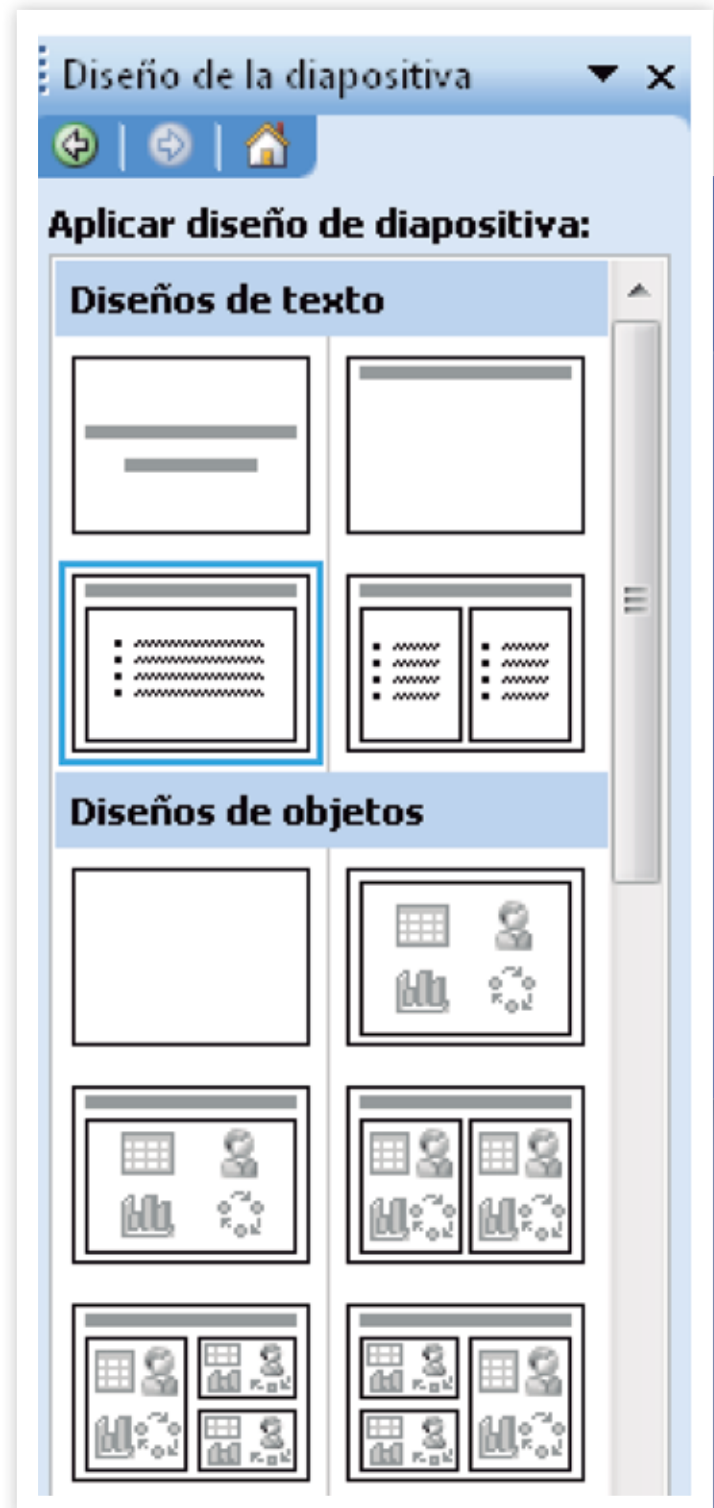 Diseño de la diapositiva
Aplicar diseño de diapositiva:
Diseños de texto
Diseños de objetos